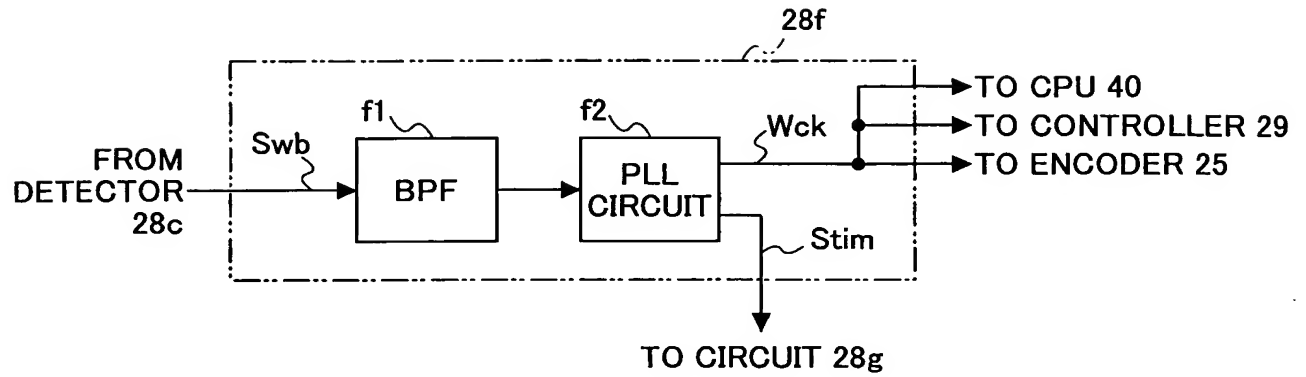 28f
TO CPU 40
f1
f2
Wck
TO CONTROLLER 29
FROM
DETECTOR
28c
Swb
BPF
PLL
CIRCUIT
TO ENCODER 25
Stim
TO CIRCUIT 28g